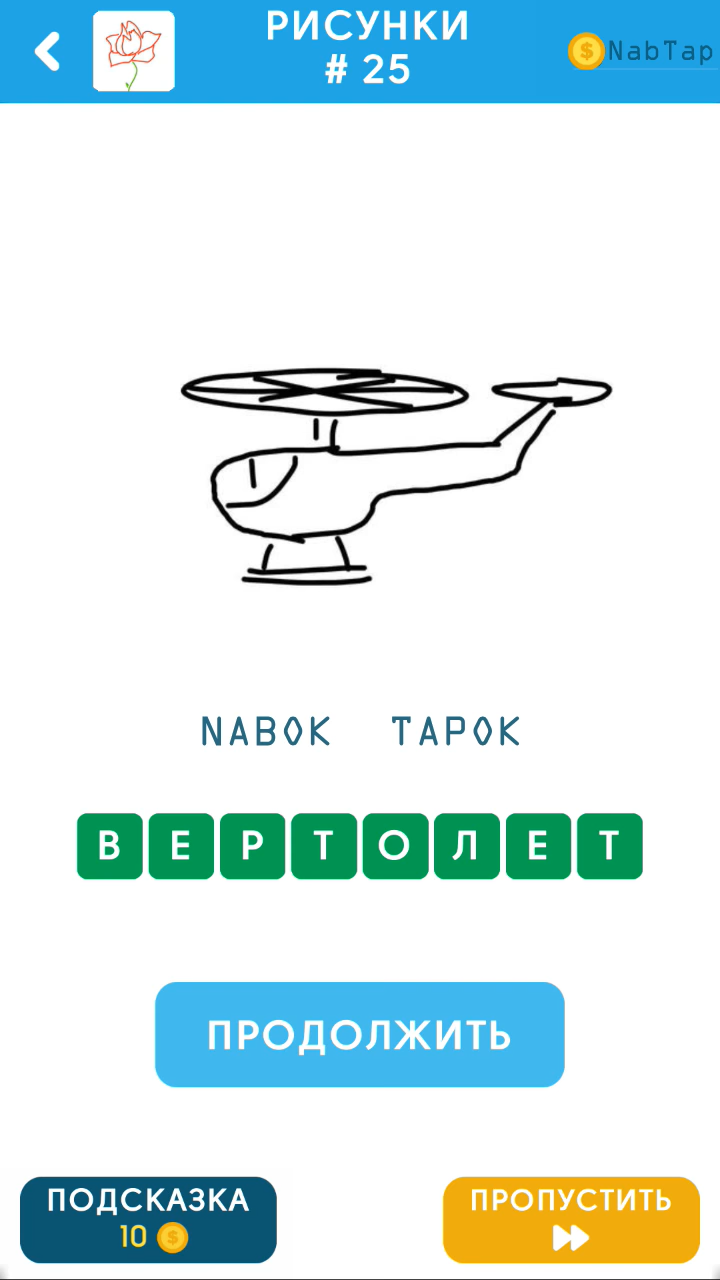 РИСУНКИ
# 25
NabTap
NABOK TAPOK
ВЕРТОЛЕТ
ПРОДОЛЖИТЬ
ПОДСКАЗКА
10
ПРОПУСТИТЬ